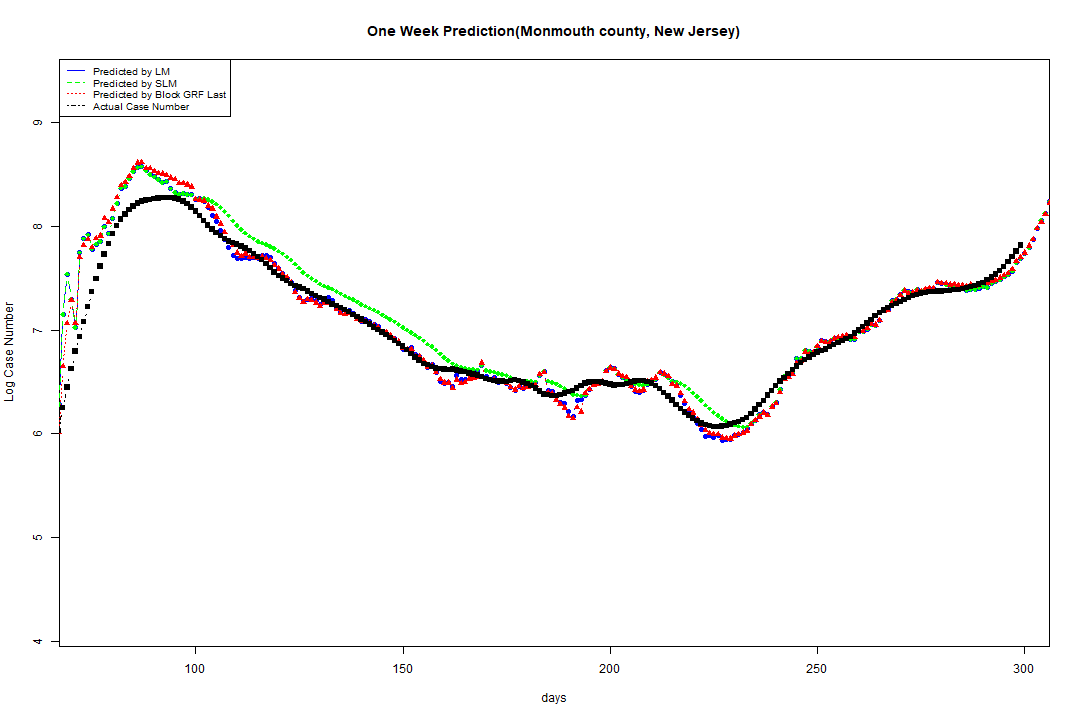 One Week Prediction(Monmouth county, New Jersey)
Predicted by LM
Predicted by SLM
Predicted by Block GRF Last
Actual Case Number
Log Case Number
9
8
7
6
5
4
100 150 200 250 300
days